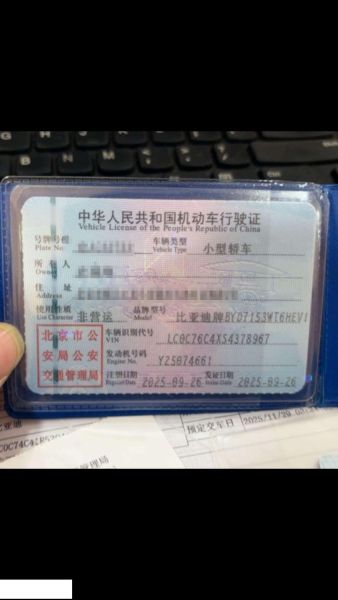 中华人民共和国机动车行驶证
Vehicle License of the People's Republic of China
号牌号码
Plate No.
车辆类型
Vehicle Type
小型轿车
所有人
Owner
住址
Address
使用性质
Use Character
非营运
品牌型号
Model
比亚迪牌BYD7153WT6HEV1
北京市公
安局公安
交通管理局
车辆识别代号
VIN
LC0C76C4XS4378967
发动机号码
Engine No.
Y25074661
注册日期
Register Date
2025-09-26
发证日期
Issue Date
2025-09-26
预定交车日
2025/11/29
管理局